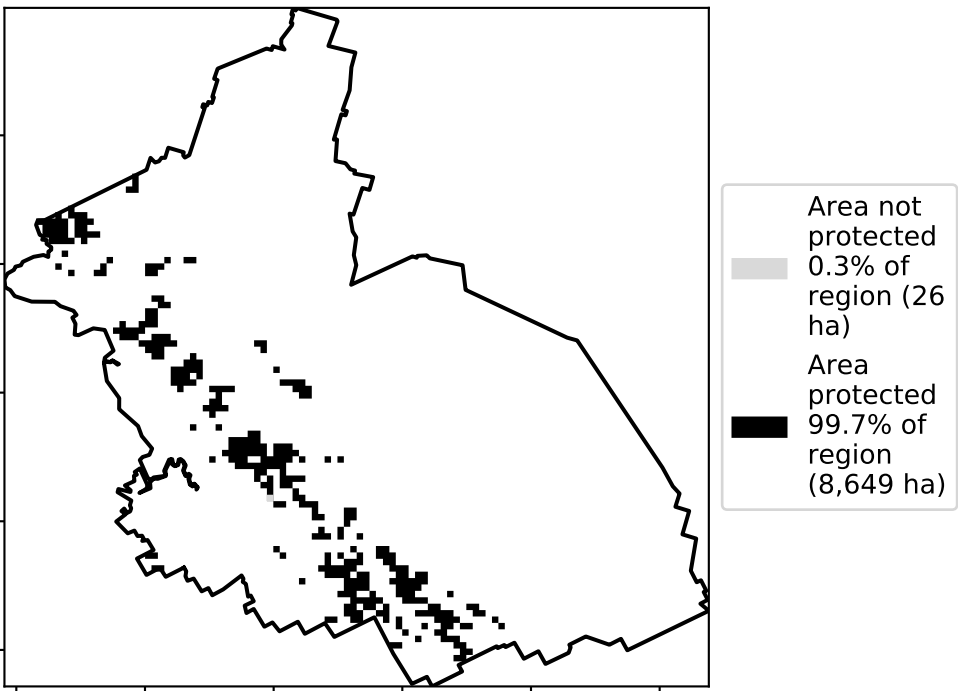 Area not
protected
0.3% of
region (26
ha)
Area
protected
99.7% of
region
(8,649 ha)